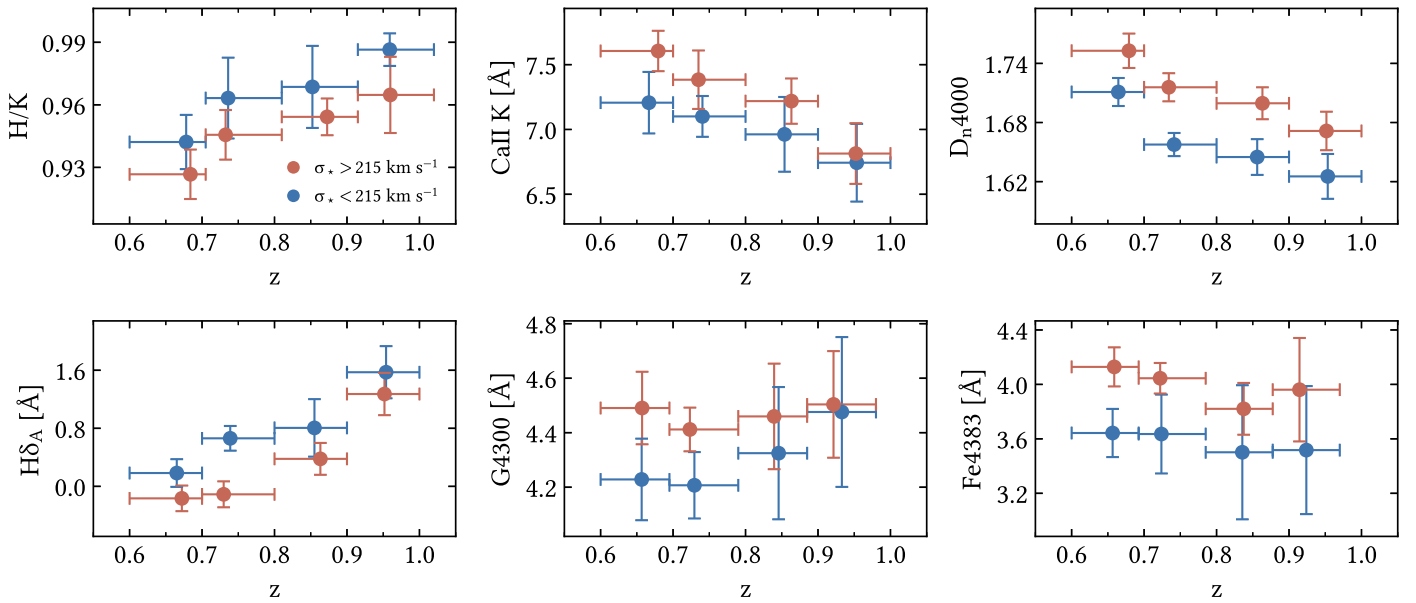 H/K
0.99
0.96
0.93
σ⋆ > 215 km s⁻¹
σ⋆ < 215 km s⁻¹
0.6 0.7 0.8 0.9 1.0
z
CaII K [Å]
7.5
7.0
6.5
0.6 0.7 0.8 0.9 1.0
z
Dₙ4000
1.74
1.68
1.62
0.6 0.7 0.8 0.9 1.0
z
Hδ_A [Å]
1.6
0.8
0.0
0.6 0.7 0.8 0.9 1.0
z
G4300 [Å]
4.8
4.6
4.4
4.2
0.6 0.7 0.8 0.9 1.0
z
Fe4383 [Å]
4.4
4.0
3.6
3.2
0.6 0.7 0.8 0.9 1.0
z